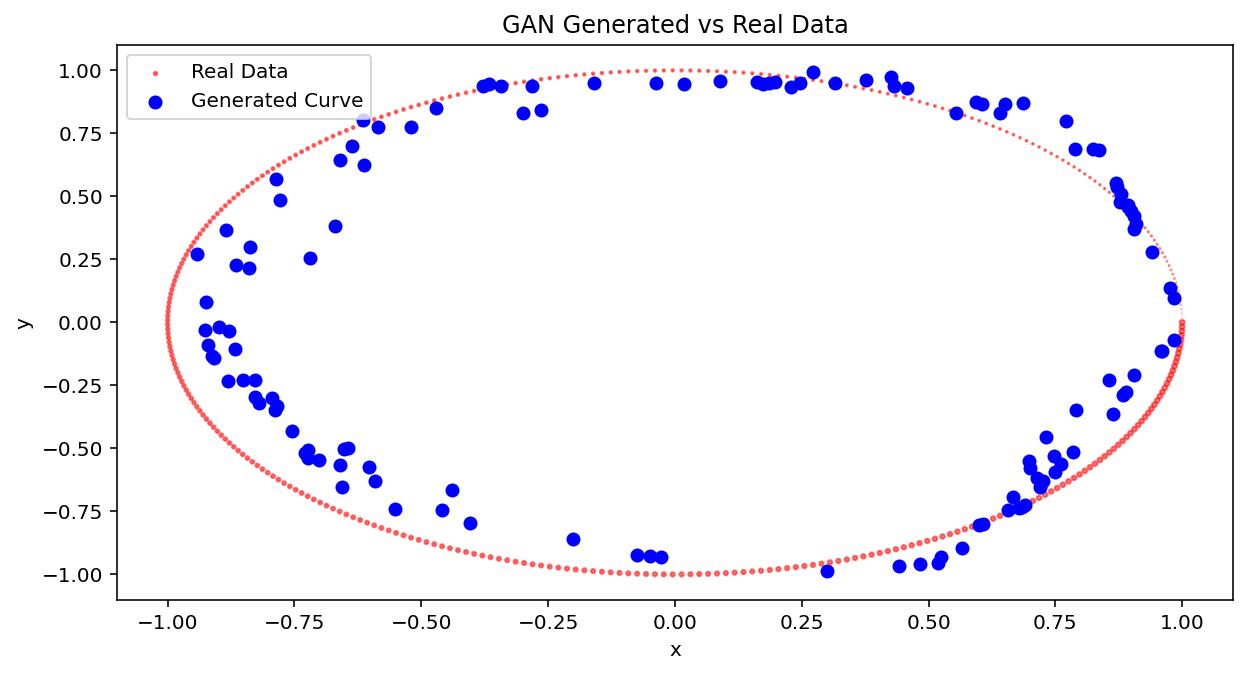 GAN Generated vs Real Data
Real Data
Generated Curve
1.00
0.75
0.50
0.25
0.00
−0.25
−0.50
−0.75
−1.00
y
−1.00 −0.75 −0.50 −0.25 0.00 0.25 0.50 0.75 1.00
x